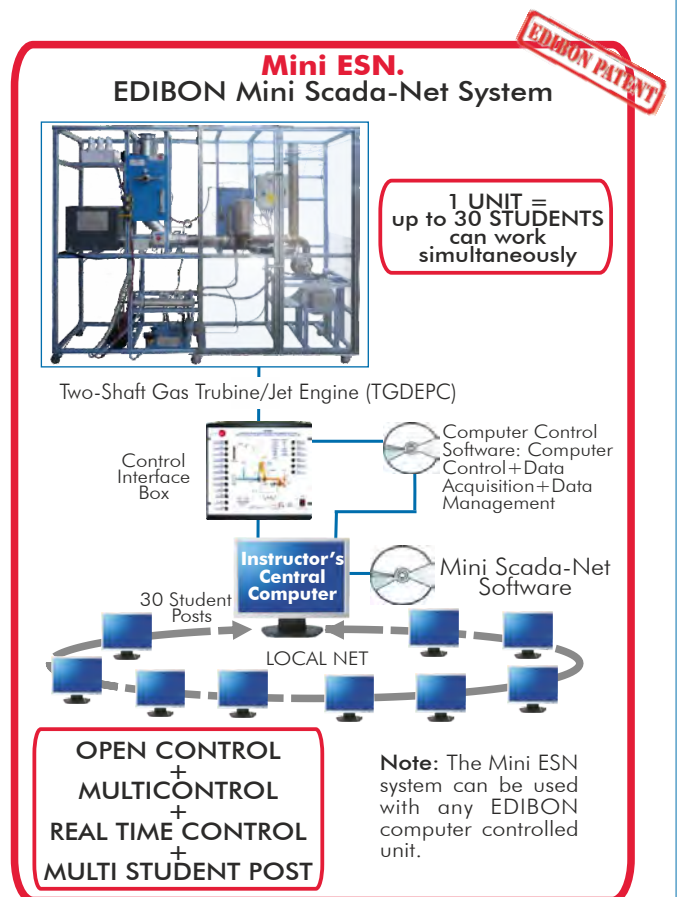 EDIBON PATENT
Mini ESN.
EDIBON Mini Scada-Net System
1 UNIT =
up to 30 STUDENTS
can work
simultaneously
Two-Shaft Gas Trubine/Jet Engine (TGDEPC)
Control
Interface
Box
Computer Control
Software: Computer
Control+Data
Acquisition+Data
Management
Instructor's
Central
Computer
Mini Scada-Net
Software
30 Student
Posts
LOCAL NET
OPEN CONTROL
+
MULTICONTROL
+
REAL TIME CONTROL
+
MULTI STUDENT POST
Note: The Mini ESN
system can be used
with any EDIBON
computer controlled
unit.